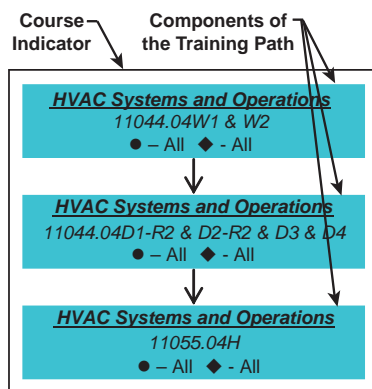 Course
Indicator
Components of
the Training Path
HVAC Systems and Operations
11044.04W1 & W2
● – All ◆ - All
HVAC Systems and Operations
11044.04D1-R2 & D2-R2 & D3 & D4
● – All ◆ - All
HVAC Systems and Operations
11055.04H
● – All ◆ - All